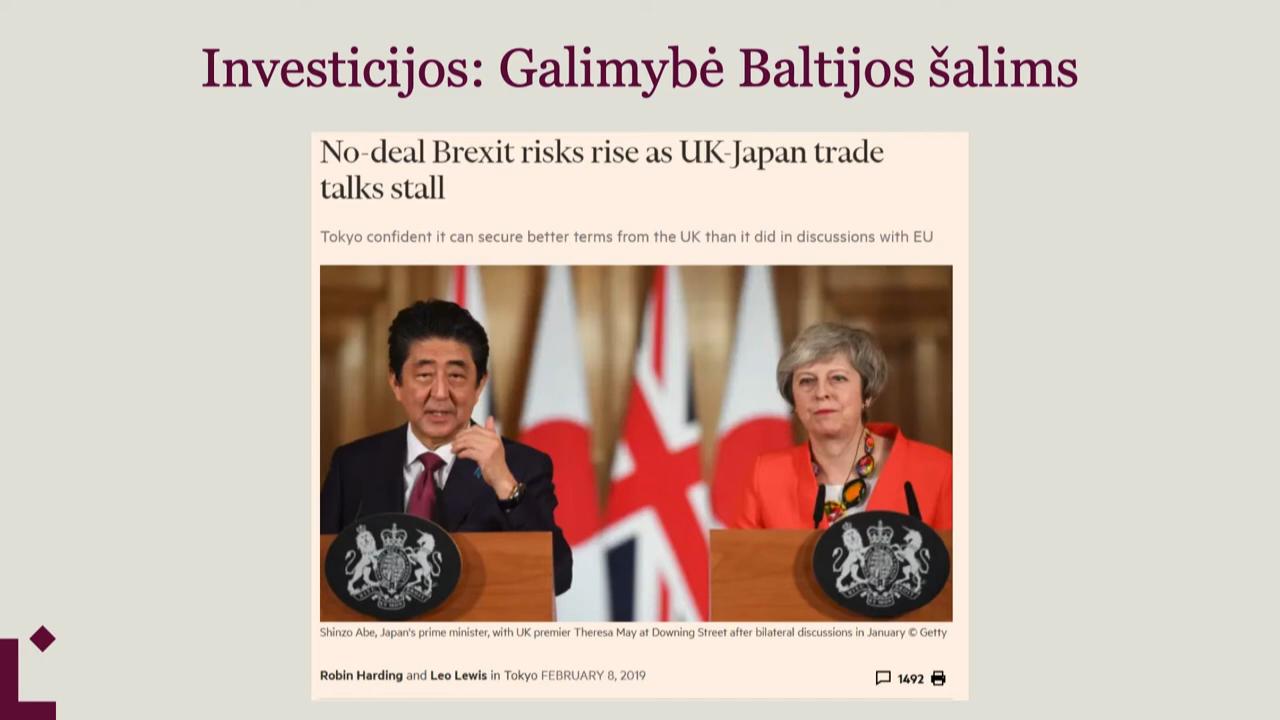 Investicijos: Galimybė Baltijos šalims
No-deal Brexit risks rise as UK-Japan trade
talks stall
Tokyo confident it can secure better terms from the UK than it did in discussions with EU
Shinzo Abe, Japan's prime minister, with UK premier Theresa May at Downing Street after bilateral discussions in January © Getty
Robin Harding and Leo Lewis in Tokyo FEBRUARY 8, 2019
1492